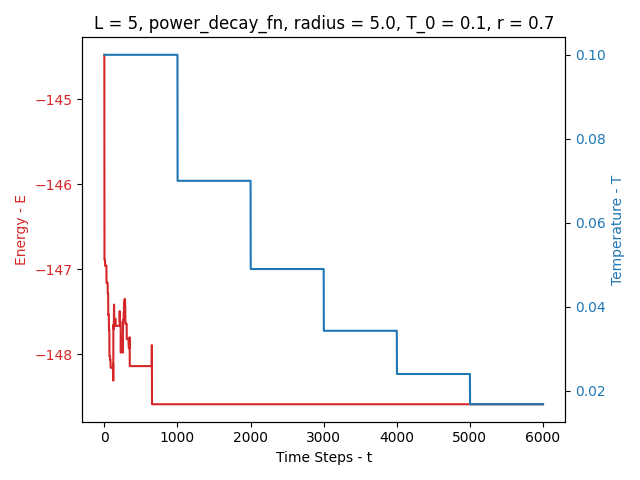 L = 5, power_decay_fn, radius = 5.0, T_0 = 0.1, r = 0.7
Energy - E
−145
−146
−147
−148
0.10
0.08
0.06
0.04
0.02
Temperature - T
0 1000 2000 3000 4000 5000 6000
Time Steps - t